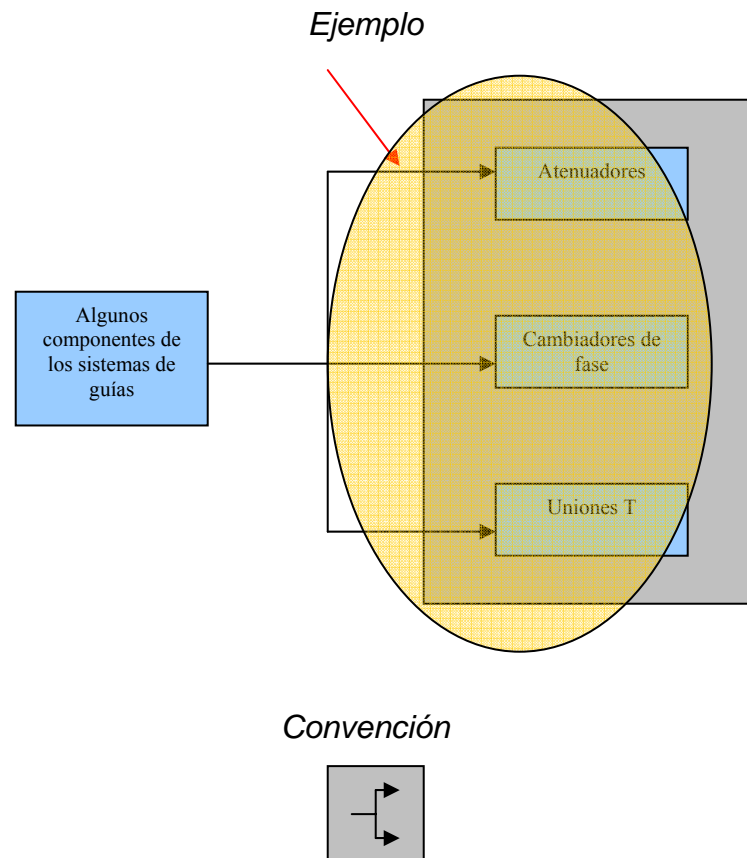 Ejemplo
Atenuadores
Algunos
componentes de
los sistemas de
guías
Cambiadores de
fase
Uniones T
Convención